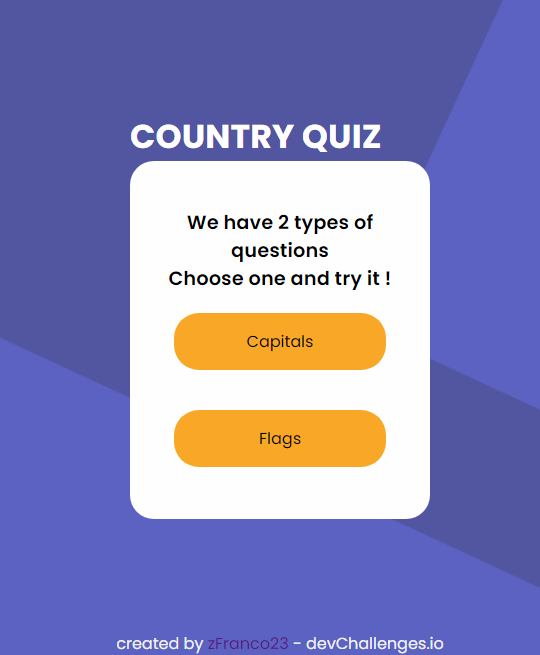 COUNTRY QUIZ
We have 2 types of
questions
Choose one and try it !
Capitals
Flags
created by zFranco23 - devChallenges.io